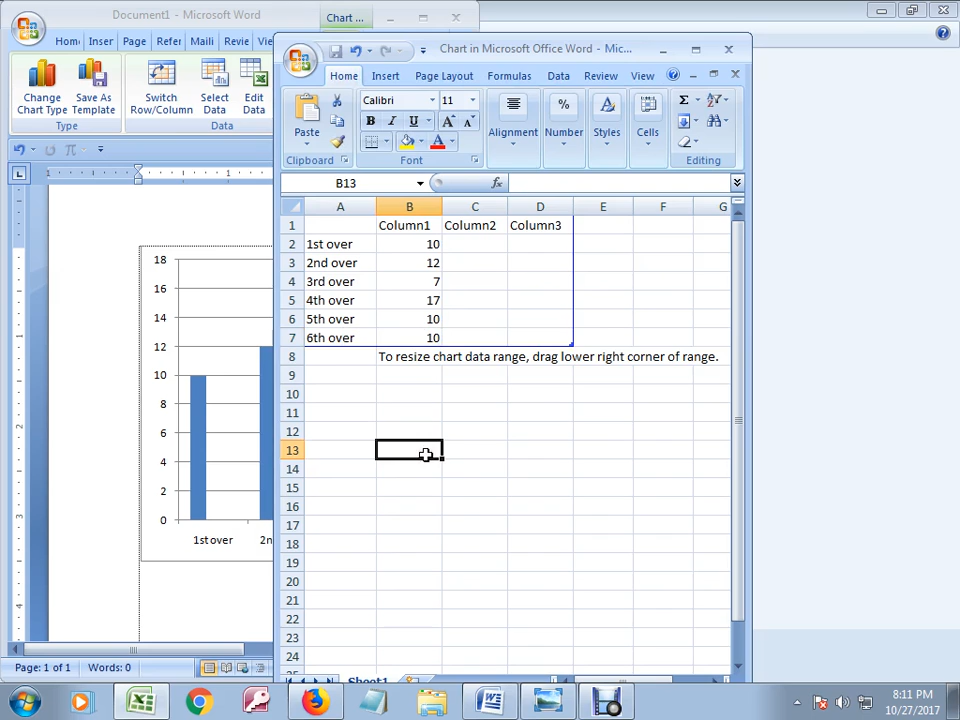 Document1 - Microsoft Word
Chart ...
Hom
Inser
Page
Refer
Maili
Revie
Vie
Change
Chart Type
Save As
Template
Switch
Row/Column
Select
Data
Edit
Data
Type
Data
Chart in Microsoft Office Word - Mic...
Home
Insert
Page Layout
Formulas
Data
Review
View
Paste
Calibri
11
B I U
A A
A
Alignment
%
Number
Styles
Cells
Σ
Clipboard
Font
Editing
B13
fx
A B C D E F G
1 Column1 Column2 Column3
2 1st over 10
3 2nd over 12
4 3rd over 7
5 4th over 17
6 5th over 10
7 6th over 10
8 To resize chart data range, drag lower right corner of range.
9
10
11
12
13
14
15
16
17
18
19
20
21
22
23
24
18
16
14
12
10
8
6
4
2
0
1st over
2n
Sheet1
Page: 1 of 1
Words: 0
8:11 PM
10/27/2017